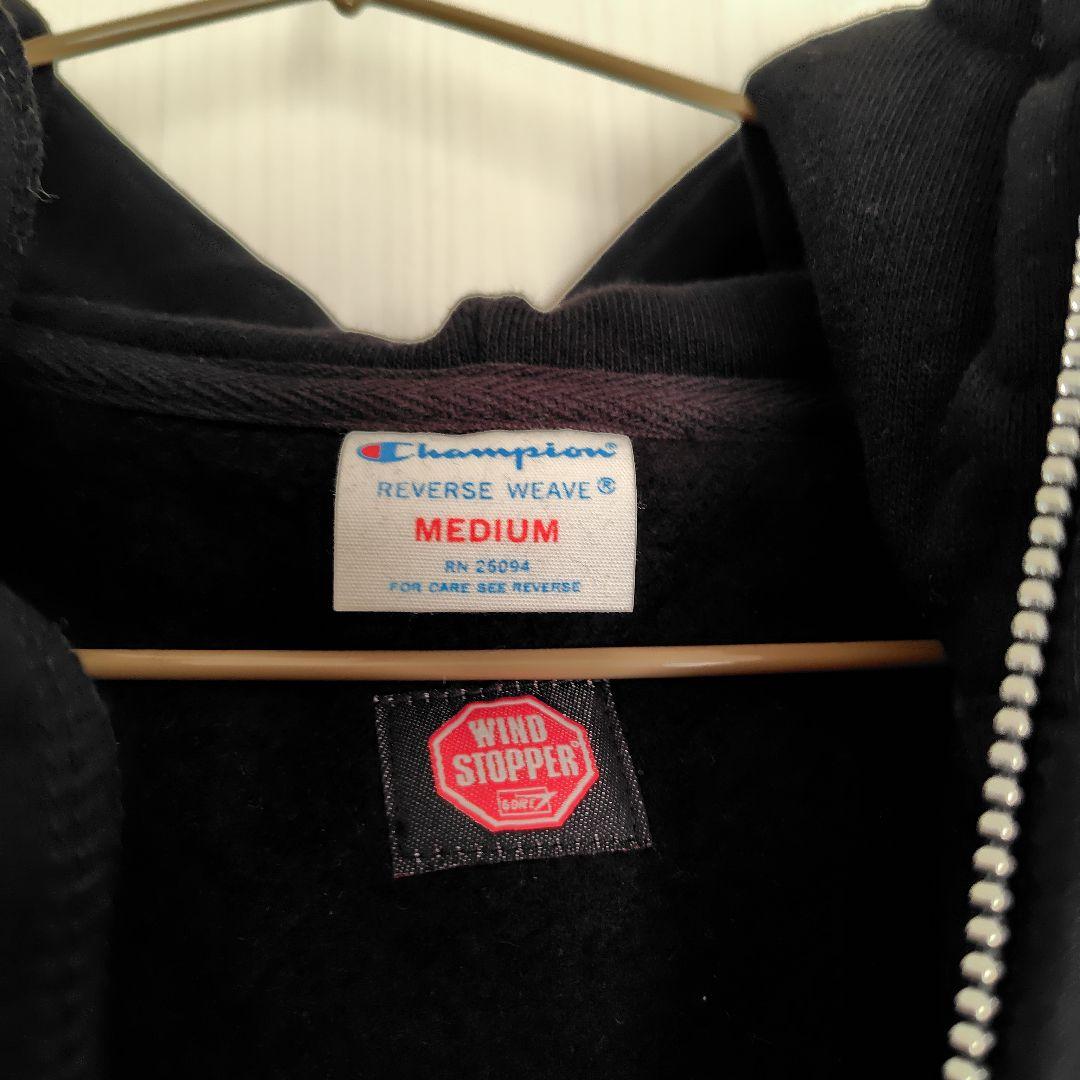 Champion®
REVERSE WEAVE®
MEDIUM
RN 26094
FOR CARE SEE REVERSE
WIND
STOPPER®
GORE